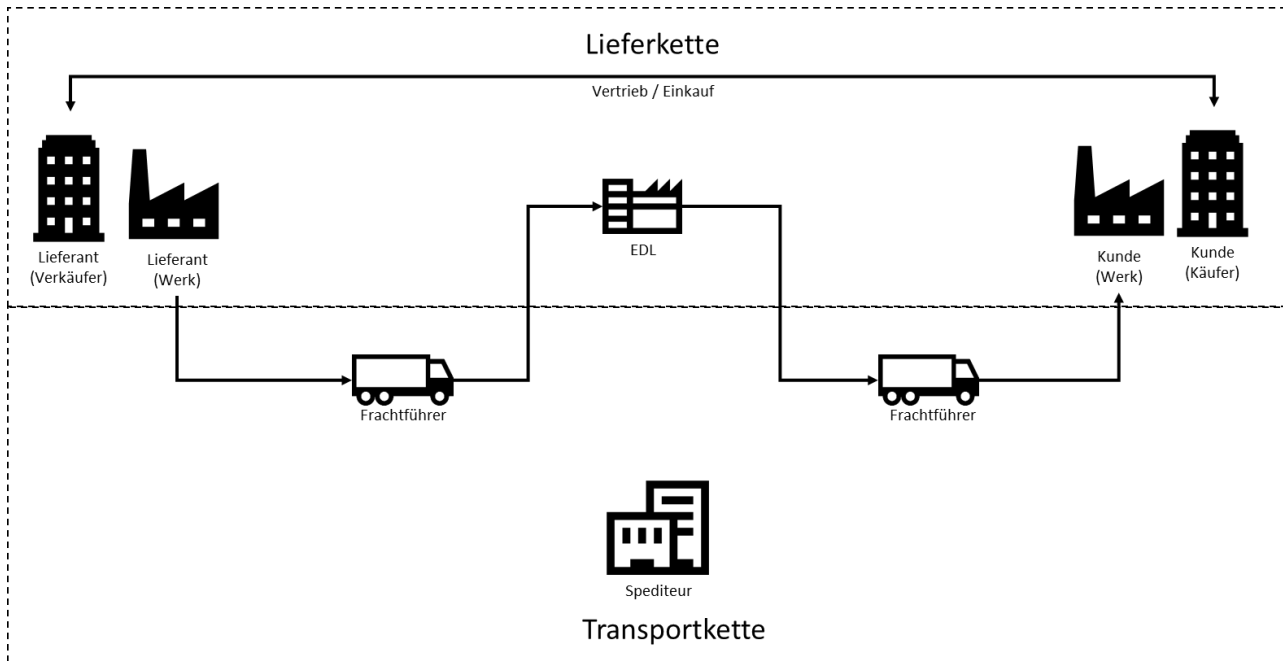 Lieferkette
Vertrieb / Einkauf
Lieferant
(Verkäufer)
Lieferant
(Werk)
EDL
Kunde
(Werk)
Kunde
(Käufer)
Frachtführer
Frachtführer
Spediteur
Transportkette